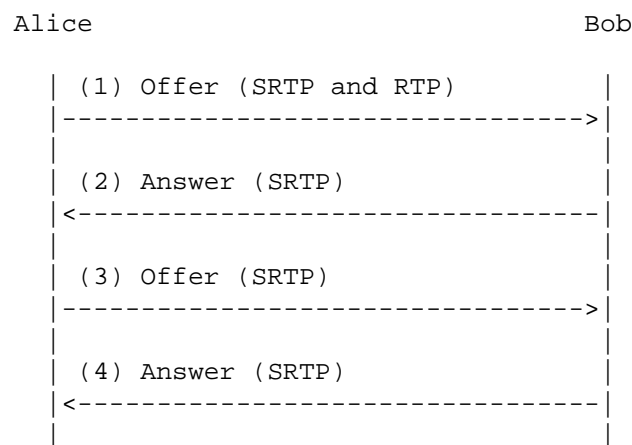 Alice Bob
(1) Offer (SRTP and RTP)
(2) Answer (SRTP)
(3) Offer (SRTP)
(4) Answer (SRTP)